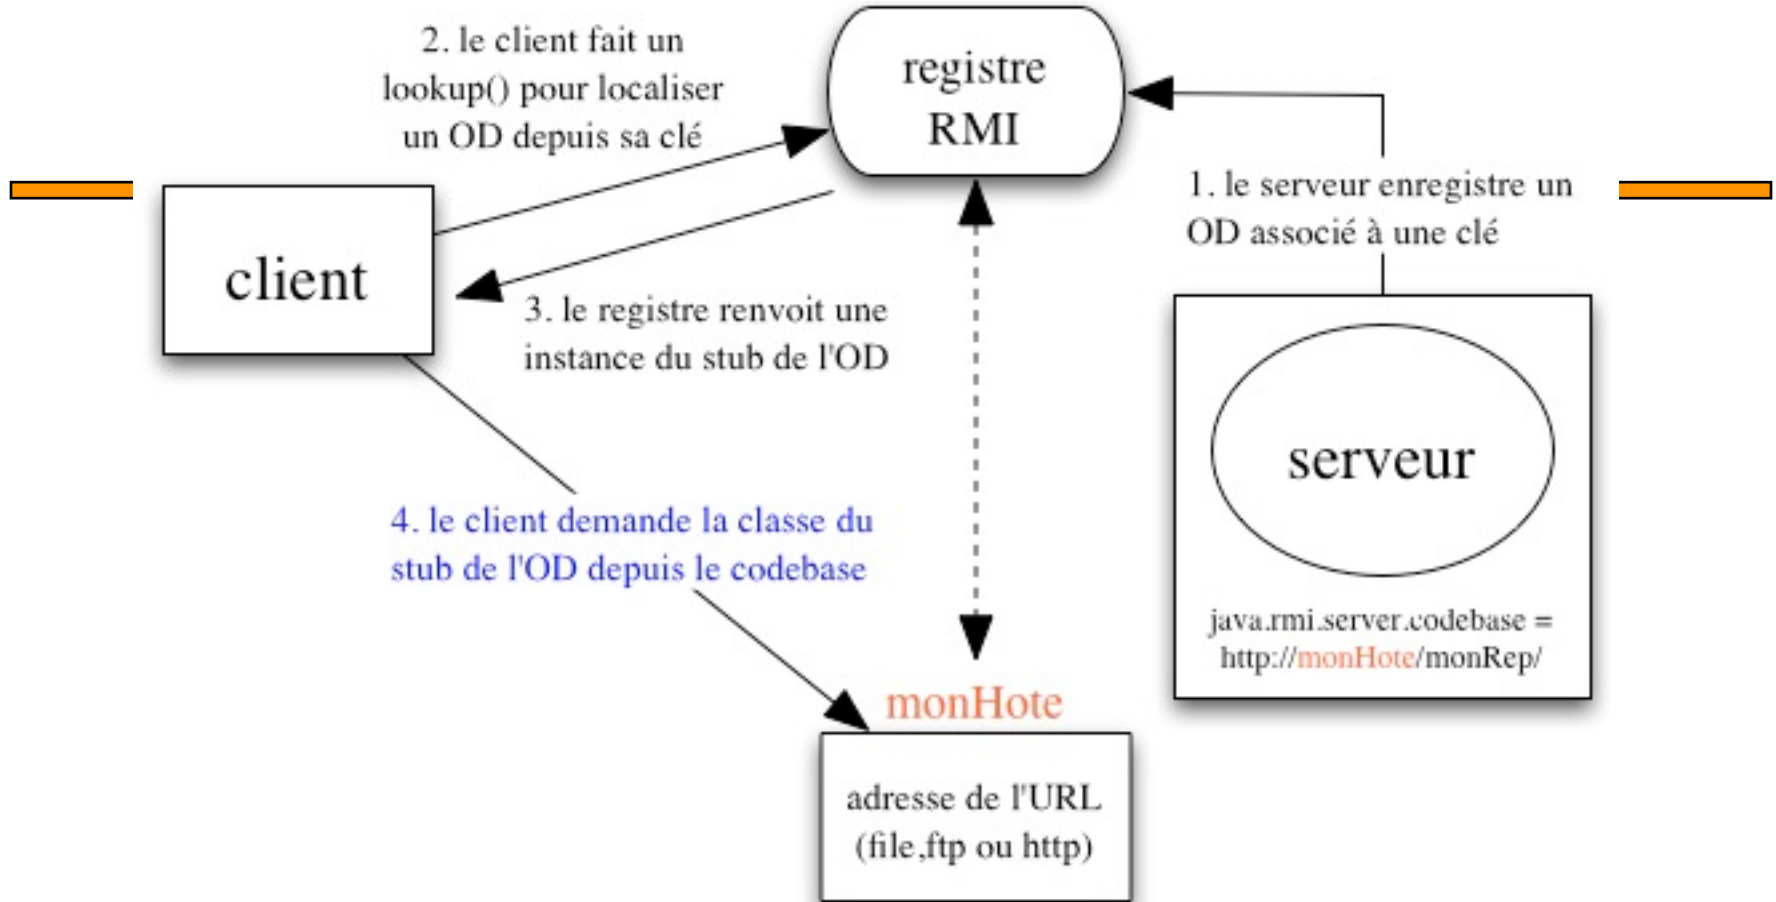 2. le client fait un
lookup() pour localiser
un OD depuis sa clé
registre
RMI
1. le serveur enregistre un
OD associé à une clé
client
3. le registre renvoit une
instance du stub de l'OD
serveur
4. le client demande la classe du
stub de l'OD depuis le codebase
java.rmi.server.codebase =
http://monHote/monRep/
monHote
adresse de l'URL
(file,ftp ou http)